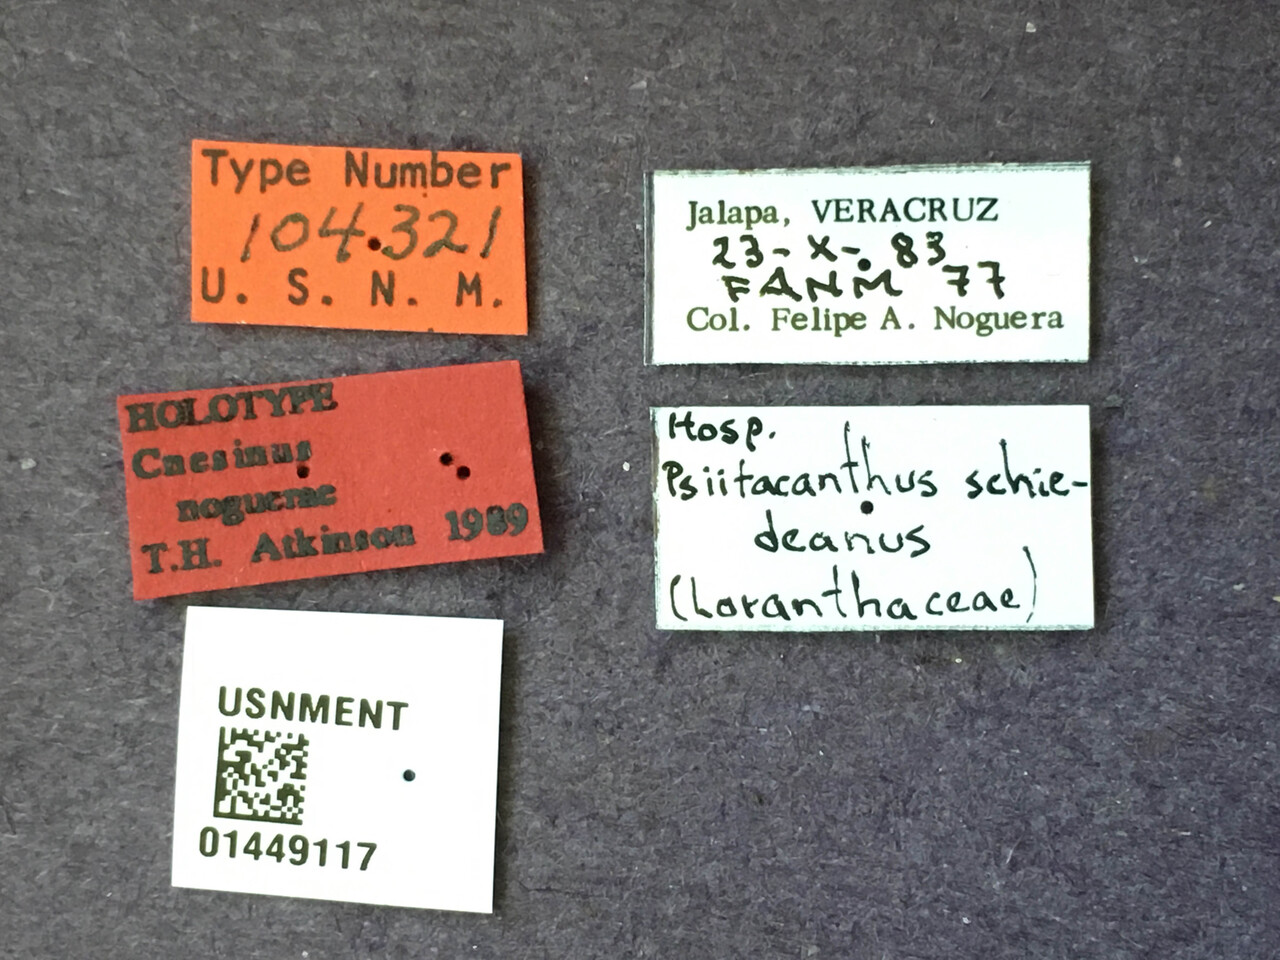 Type Number
104321
U. S. N. M.
HOLOTYPE
Cnesinus
noguerae
T.H. Atkinson 1989
USNMENT
01449117
Jalapa, VERACRUZ
23-X-83
FANM 77
Col. Felipe A. Noguera
Hosp.
Psiitacanthus schie-
deanus
(Loranthaceae)